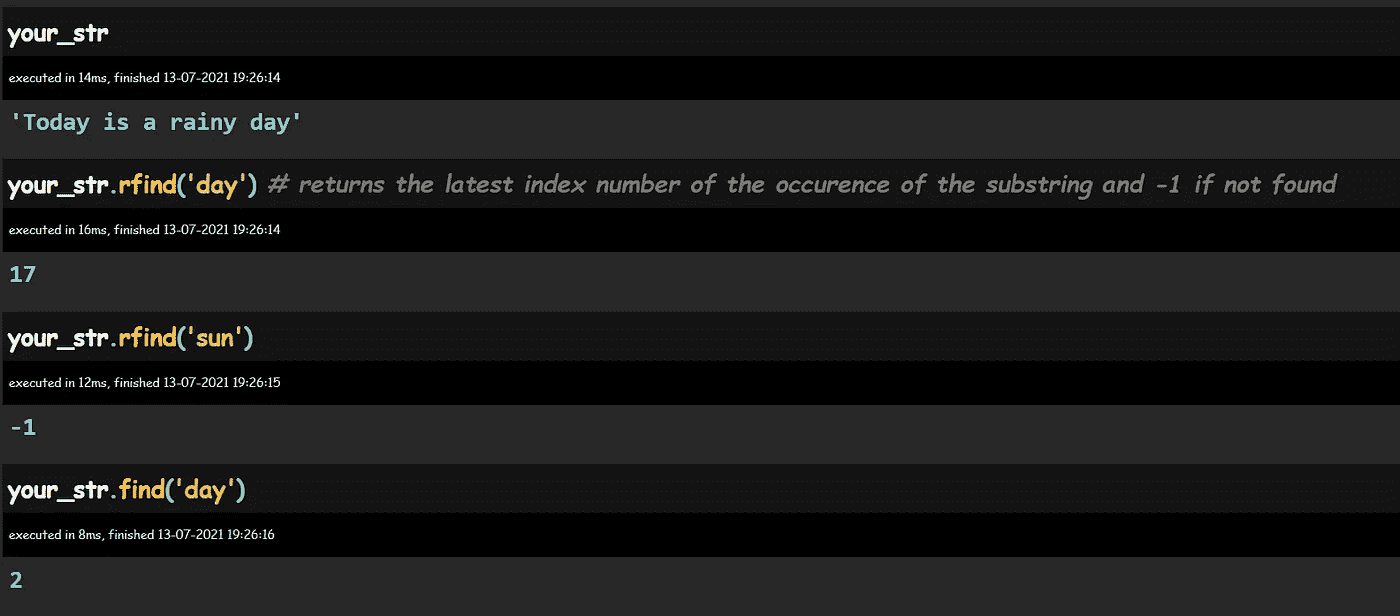 your_str
executed in 14ms, finished 13-07-2021 19:26:14
'Today is a rainy day'
your_str.rfind('day') # returns the latest index number of the occurence of the substring and -1 if not found
executed in 16ms, finished 13-07-2021 19:26:14
17
your_str.rfind('sun')
executed in 12ms, finished 13-07-2021 19:26:15
-1
your_str.find('day')
executed in 8ms, finished 13-07-2021 19:26:16
2